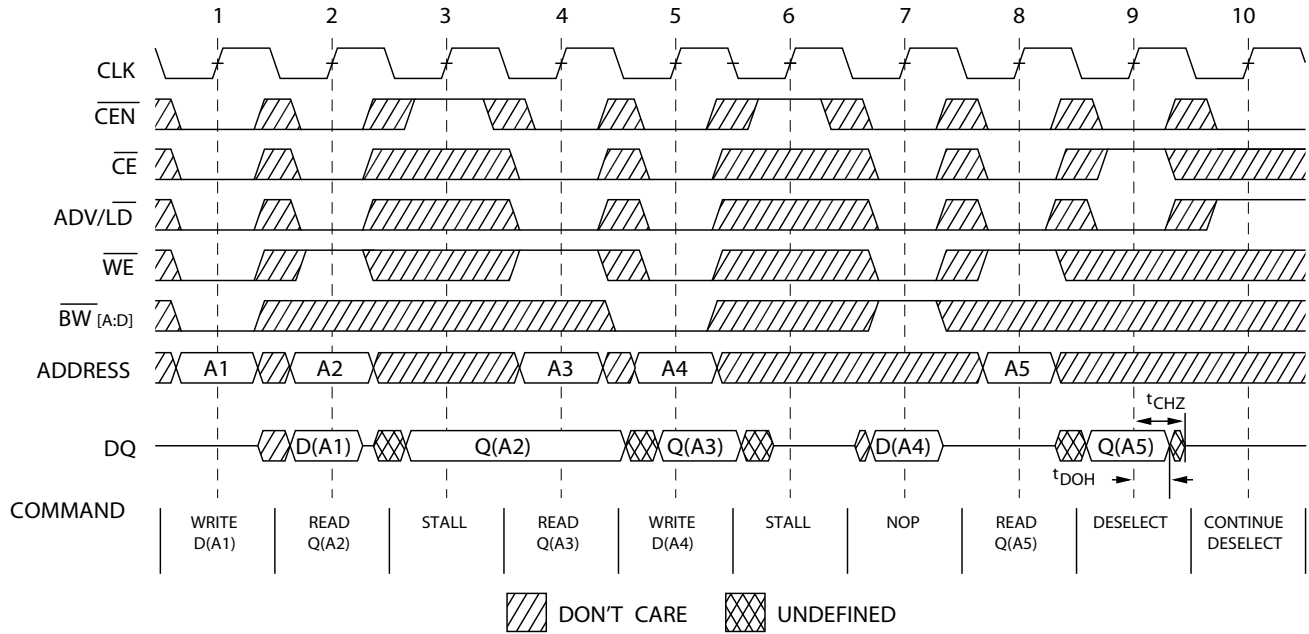 1 2 3 4 5 6 7 8 9 10
CLK
CEN
CE
ADV/LD
WE
BW [A:D]
ADDRESS A1 A2 A3 A4 A5
tCHZ
DQ D(A1) Q(A2) Q(A3) D(A4) Q(A5)
tDOH
COMMAND
WRITE READ STALL READ WRITE STALL NOP READ DESELECT CONTINUE
D(A1) Q(A2) Q(A3) D(A4) Q(A5) DESELECT
DON'T CARE UNDEFINED